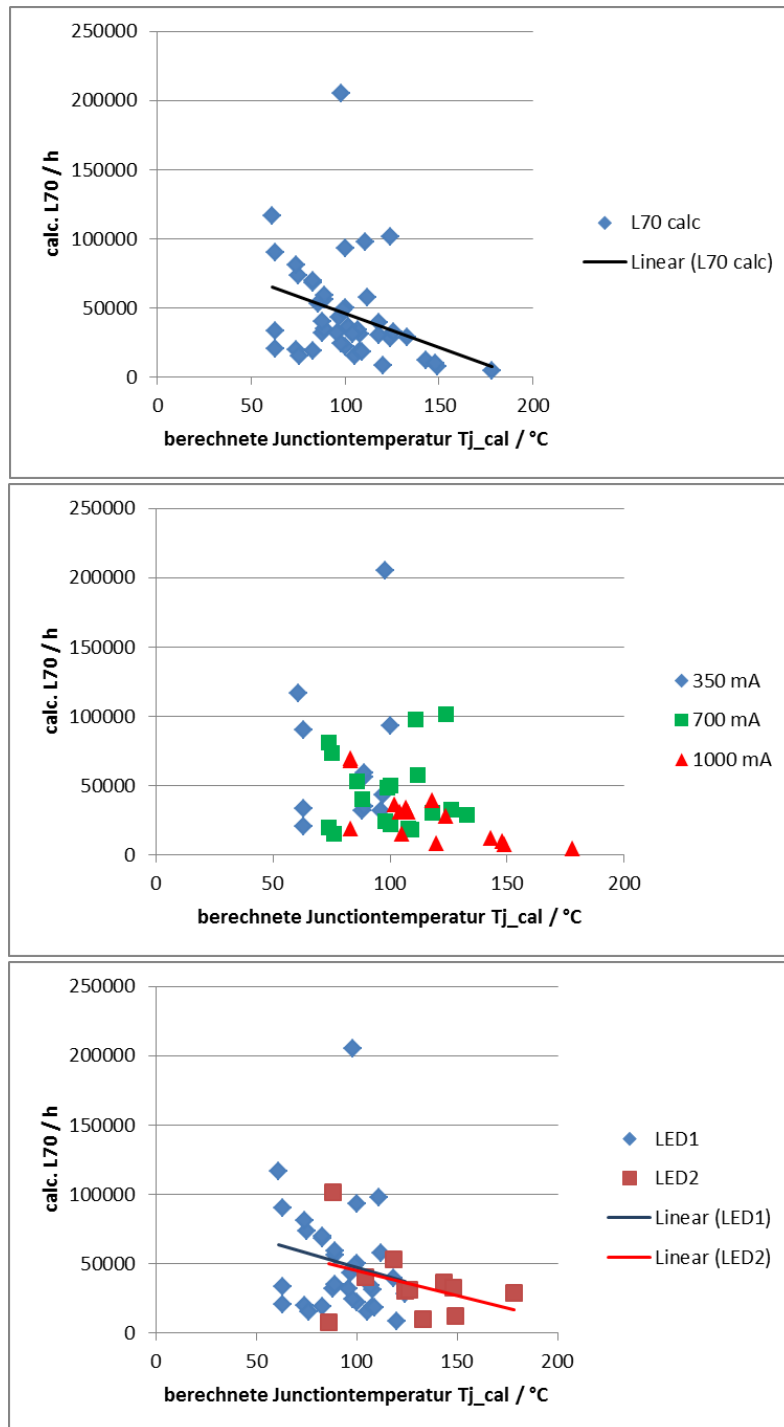 250000
200000
150000
100000
50000
0
0 50 100 150 200
calc. L70 / h
berechnete Junctiontemperatur Tj_cal / °C
L70 calc
Linear (L70 calc)
250000
200000
150000
100000
50000
0
0 50 100 150 200
calc. L70 / h
berechnete Junctiontemperatur Tj_cal / °C
350 mA
700 mA
1000 mA
250000
200000
150000
100000
50000
0
0 50 100 150 200
calc. L70 / h
berechnete Junctiontemperatur Tj_cal / °C
LED1
LED2
Linear (LED1)
Linear (LED2)